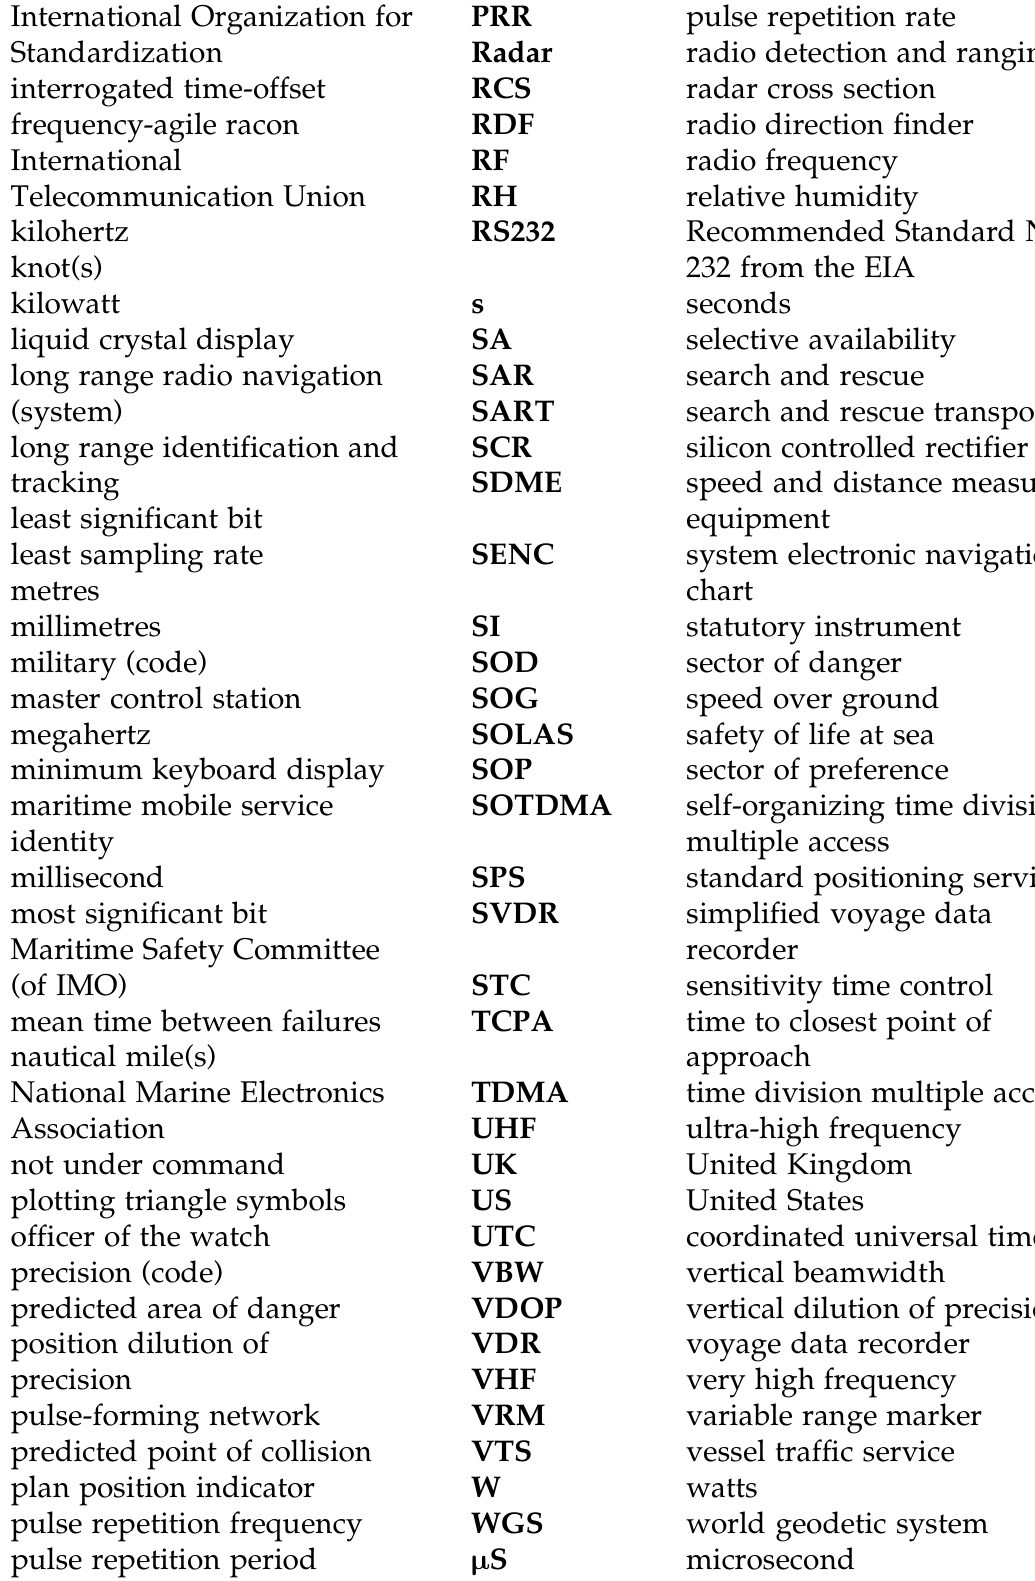 International Organization for
Standardization
interrogated time-offset
frequency-agile racon
International
Telecommunication Union
kilohertz
knot(s)
kilowatt
liquid crystal display
long range radio navigation
(system)
long range identification and
tracking
least significant bit
least sampling rate
metres
millimetres
military (code)
master control station
megahertz
minimum keyboard display
maritime mobile service
identity
millisecond
most significant bit
Maritime Safety Committee
(of IMO)
mean time between failures
nautical mile(s)
National Marine Electronics
Association
not under command
plotting triangle symbols
officer of the watch
precision (code)
predicted area of danger
position dilution of
precision
pulse-forming network
predicted point of collision
plan position indicator
pulse repetition frequency
pulse repetition period
PRR pulse repetition rate
Radar radio detection and rangin
RCS radar cross section
RDF radio direction finder
RF radio frequency
RH relative humidity
RS232 Recommended Standard N
232 from the EIA
s seconds
SA selective availability
SAR search and rescue
SART search and rescue transpo
SCR silicon controlled rectifier
SDME speed and distance measu
equipment
SENC system electronic navigati
chart
SI statutory instrument
SOD sector of danger
SOG speed over ground
SOLAS safety of life at sea
SOP sector of preference
SOTDMA self-organizing time divisi
multiple access
SPS standard positioning servi
SVDR simplified voyage data
recorder
STC sensitivity time control
TCPA time to closest point of
approach
TDMA time division multiple acc
UHF ultra-high frequency
UK United Kingdom
US United States
UTC coordinated universal time
VBW vertical beamwidth
VDOP vertical dilution of precisi
VDR voyage data recorder
VHF very high frequency
VRM variable range marker
VTS vessel traffic service
W watts
WGS world geodetic system
μS microsecond